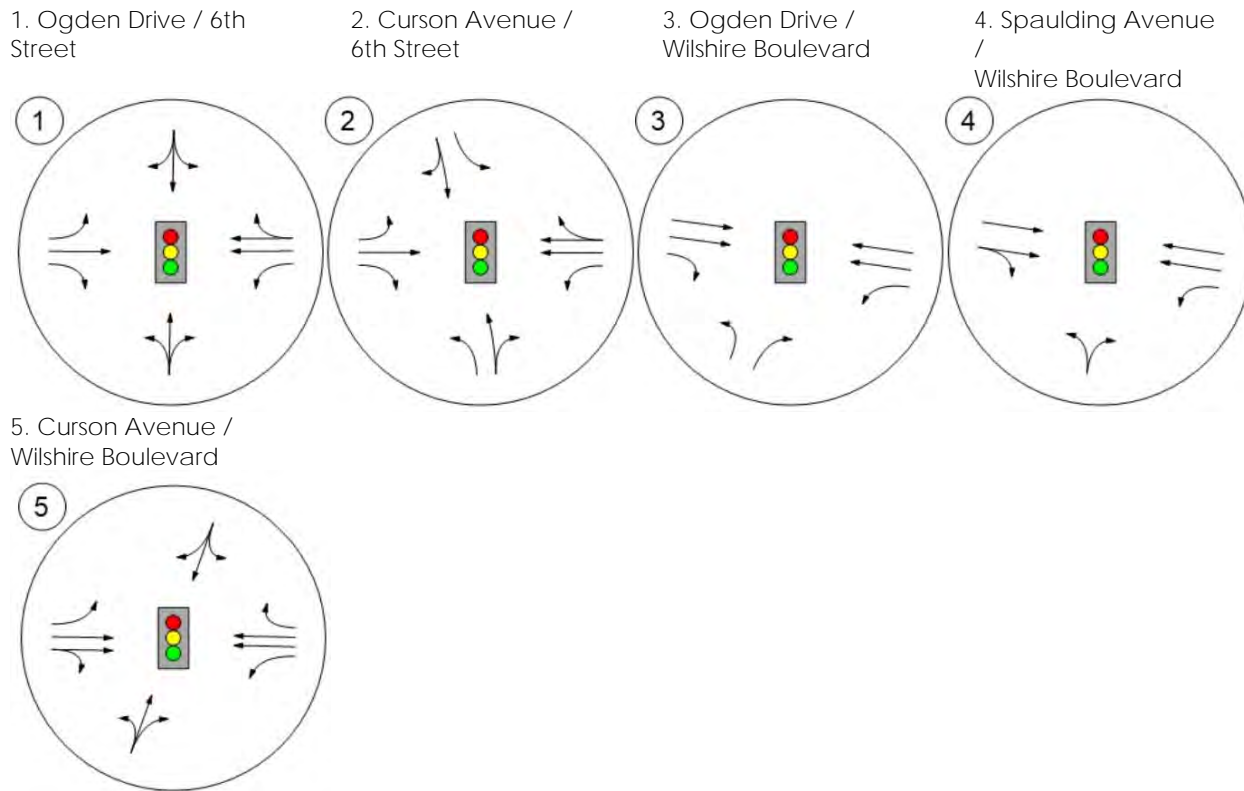 1. Ogden Drive / 6th
Street
2. Curson Avenue /
6th Street
3. Ogden Drive /
Wilshire Boulevard
4. Spaulding Avenue
/
Wilshire Boulevard
1
2
3
4
5. Curson Avenue /
Wilshire Boulevard
5